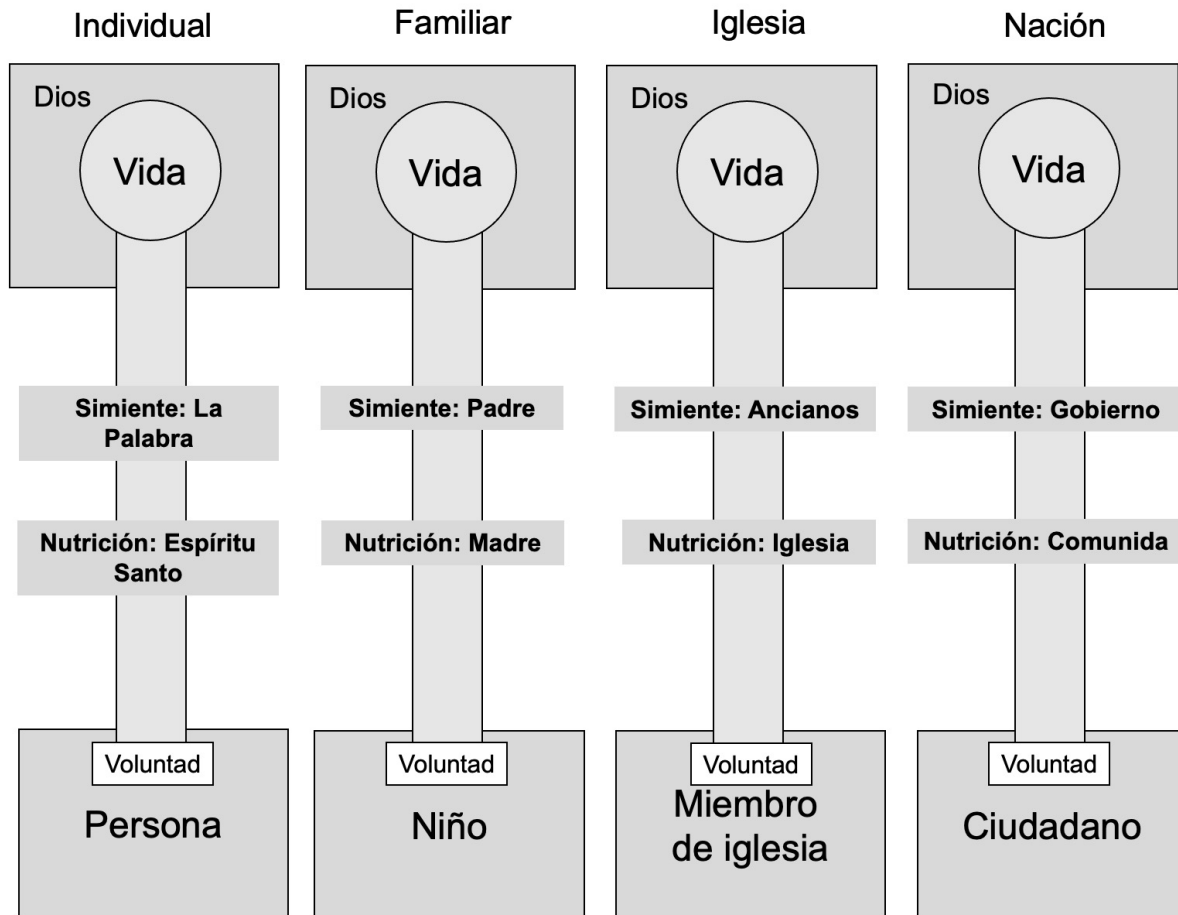 Individual
Familiar
Iglesia
Nación
Dios
Vida
Dios
Vida
Dios
Vida
Dios
Vida
Simiente: La
Palabra
Simiente: Padre
Simiente: Ancianos
Simiente: Gobierno
Nutrición: Espíritu
Santo
Nutrición: Madre
Nutrición: Iglesia
Nutrición: Comunida
Voluntad
Persona
Voluntad
Niño
Voluntad
Miembro
de iglesia
Voluntad
Ciudadano